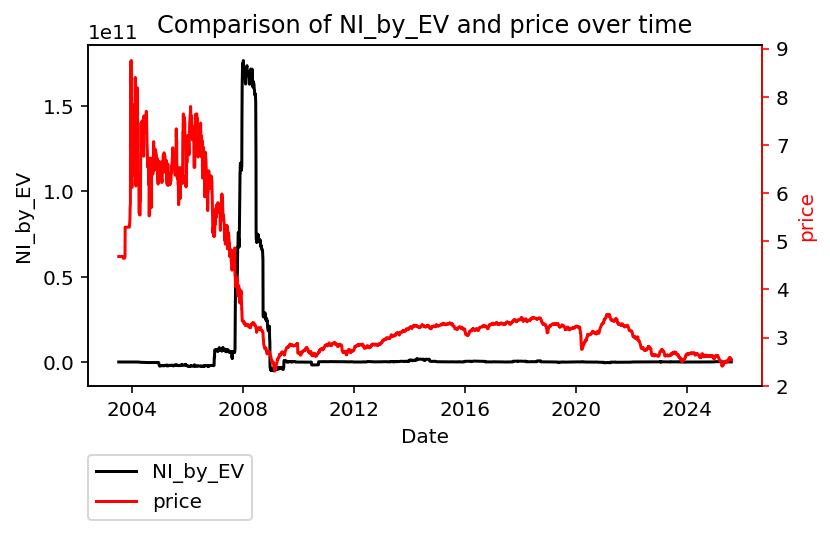 Comparison of NI_by_EV and price over time
1e11
NI_by_EV
1.5
1.0
0.5
0.0
9
8
7
6
5
4
3
2
price
2004 2008 2012 2016 2020 2024
Date
NI_by_EV
price